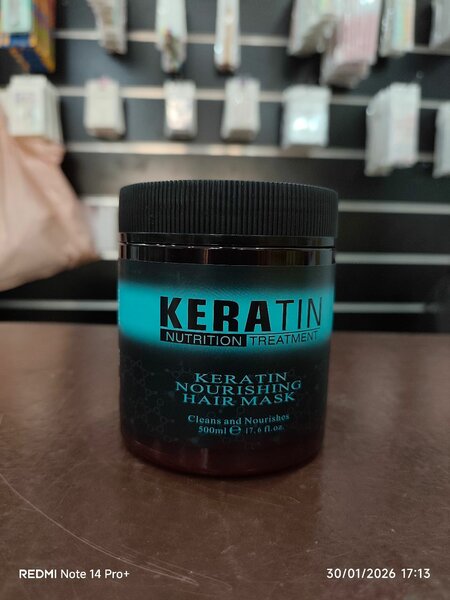 KERATIN
NUTRITION TREATMENT
KERATIN
NOURISHING
HAIR MASK
Cleans and Nourishes
500ml e 17.6 fl.oz.
REDMI Note 14 Pro+
30/01/2026 17:13